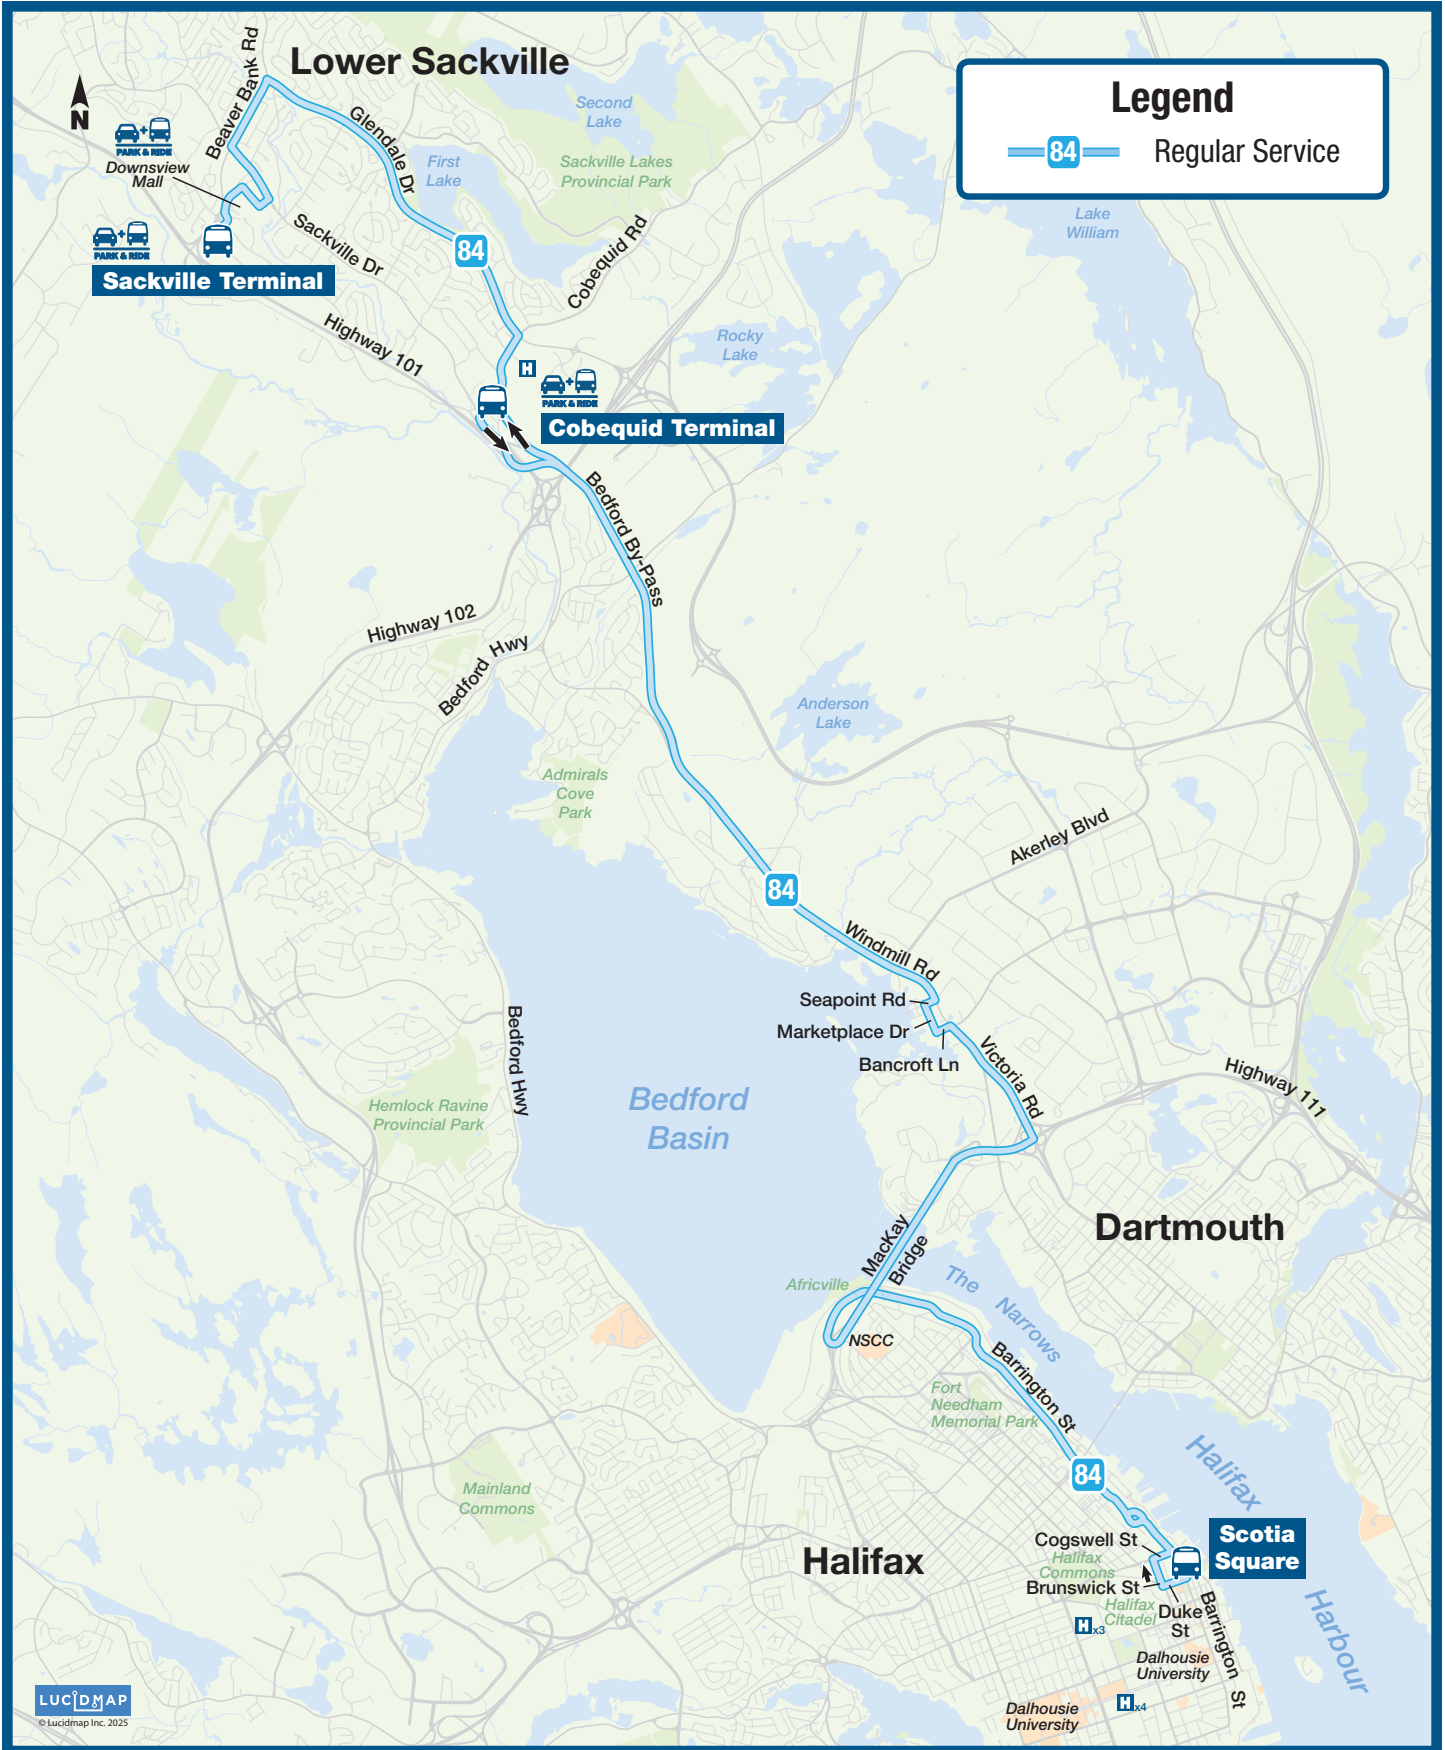 Lower Sackville
Beaver Bank Rd
N
PARK & RIDE
Downsview
Mall
Glendale Dr
First
Lake
Second
Lake
Sackville Lakes
Provincial Park
Legend
84 Regular Service
Lake
William
PARK & RIDE
Sackville Terminal
Sackville Dr
84
Cobequid Rd
Highway 101
Rocky
Lake
H
PARK & RIDE
Cobequid Terminal
Bedford By-Pass
Highway 102
Bedford Hwy
Anderson
Lake
Admirals
Cove
Park
Akerley Blvd
84
Windmill Rd
Seapoint Rd
Marketplace Dr
Bancroft Ln
Victoria Rd
Highway 111
Bedford Hwy
Hemlock Ravine
Provincial Park
Bedford
Basin
Dartmouth
MacKay
Bridge
Africville
The Narrows
NSCC
Barrington St
Fort
Needham
Memorial Park
84
Halifax
Harbour
Mainland
Commons
Halifax
Cogswell St
Scotia
Square
Halifax
Commons
Brunswick St
Halifax
Citadel
Duke
St
Barrington St
H x3
Dalhousie
University
H x4
Dalhousie
University
LUCIDMAP
© Lucidmap Inc. 2025